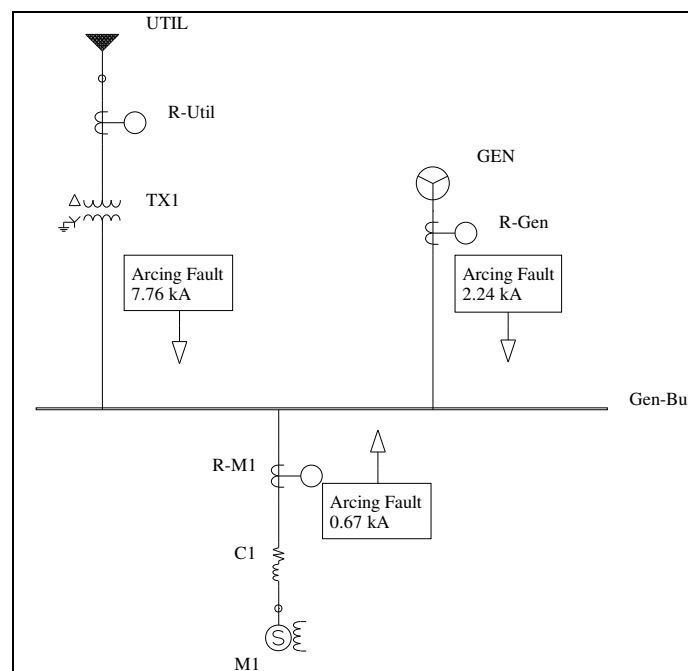 UTIL
R-Util
GEN
TX1
R-Gen
Arcing Fault
7.76 kA
Arcing Fault
2.24 kA
Gen-Bu
R-M1
Arcing Fault
0.67 kA
C1
S
M1